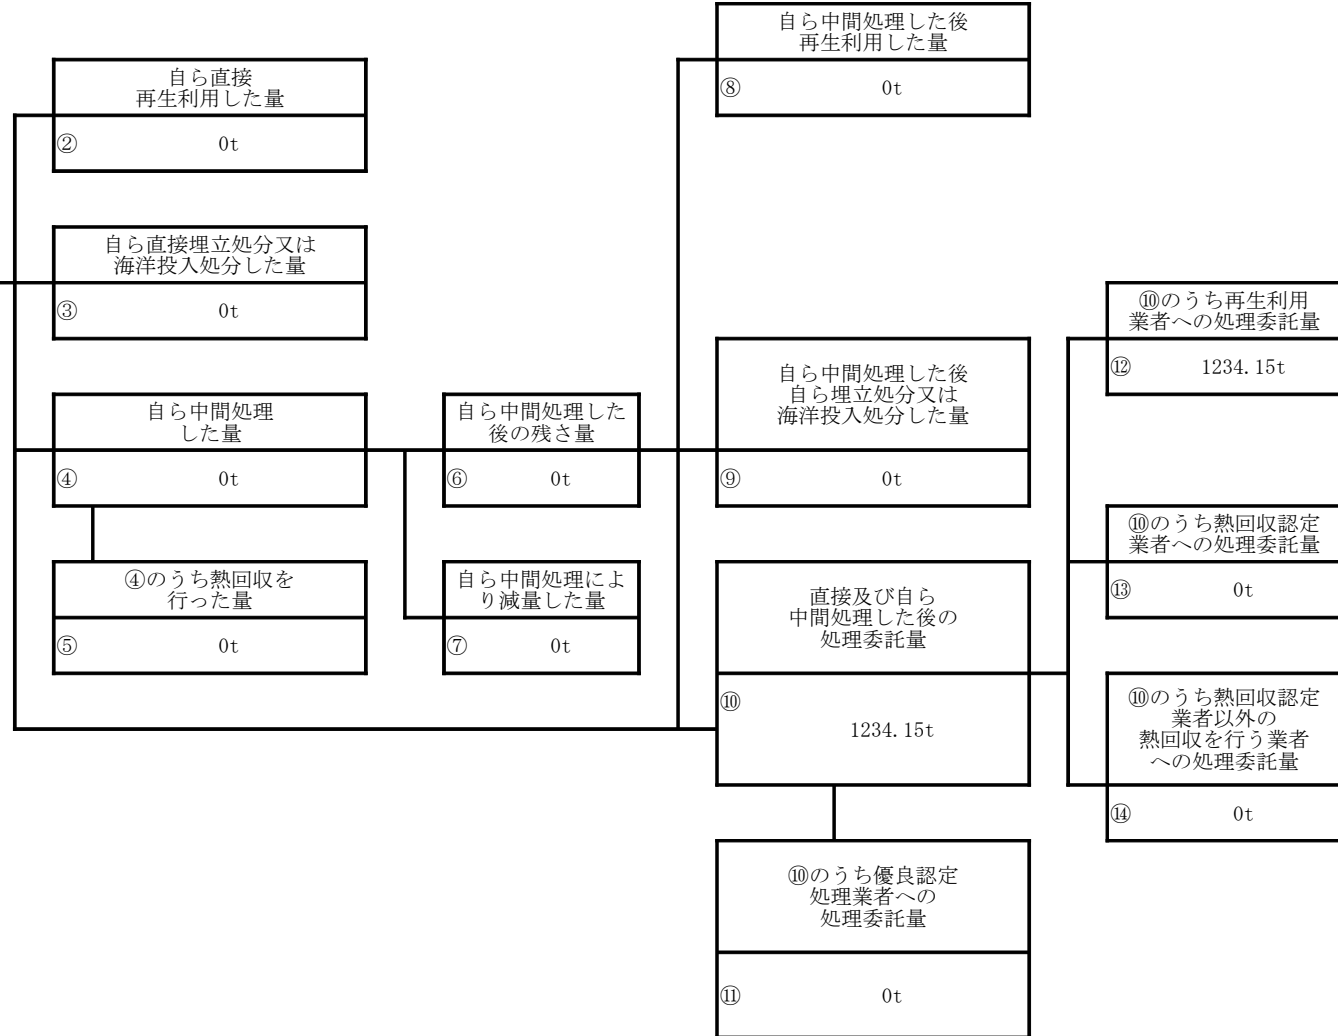 自ら中間処理した後
再生利用した量
⑧ 0t
自ら直接
再生利用した量
② 0t
自ら直接埋立処分又は
海洋投入処分した量
③ 0t
⑩のうち再生利用
業者への処理委託量
⑫ 1234.15t
自ら中間処理した後
自ら埋立処分又は
海洋投入処分した量
⑨ 0t
自ら中間処理
した量
④ 0t
自ら中間処理した
後の残さ量
⑥ 0t
⑩のうち熱回収認定
業者への処理委託量
⑬ 0t
④のうち熱回収を
行った量
⑤ 0t
自ら中間処理によ
り減量した量
⑦ 0t
直接及び自ら
中間処理した後の
処理委託量
⑩
1234.15t
⑩のうち熱回収認定
業者以外の
熱回収を行う業者
への処理委託量
⑭ 0t
⑩のうち優良認定
処理業者への
処理委託量
⑪ 0t